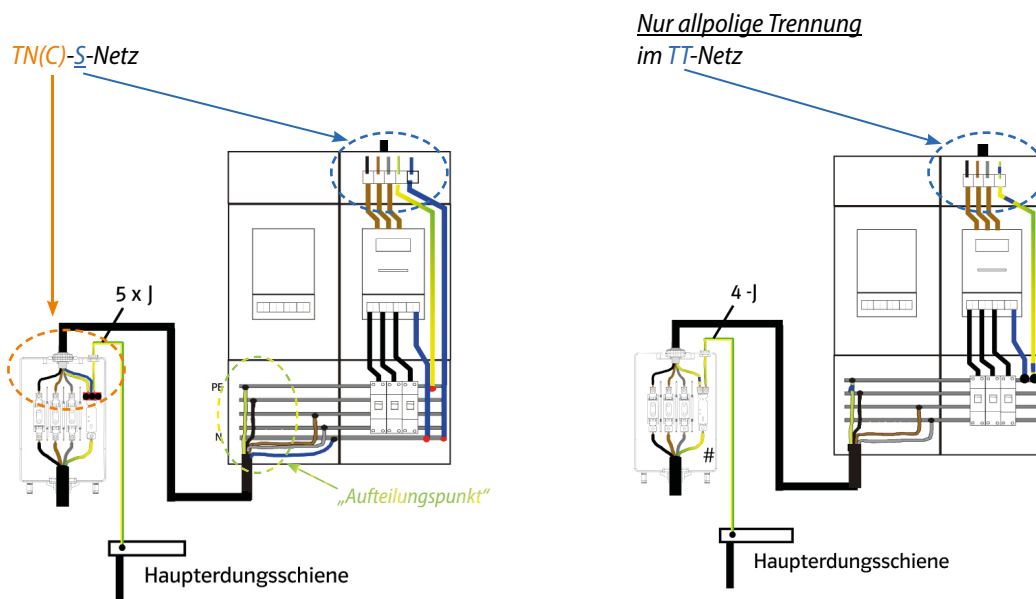 TN(C)-S-Netz
5 x J
PE
N
„Aufteilungspunkt“
Haupterdungsschiene
Nur allpolige Trennung
im TT-Netz
4 -J
#
Haupterdungsschiene